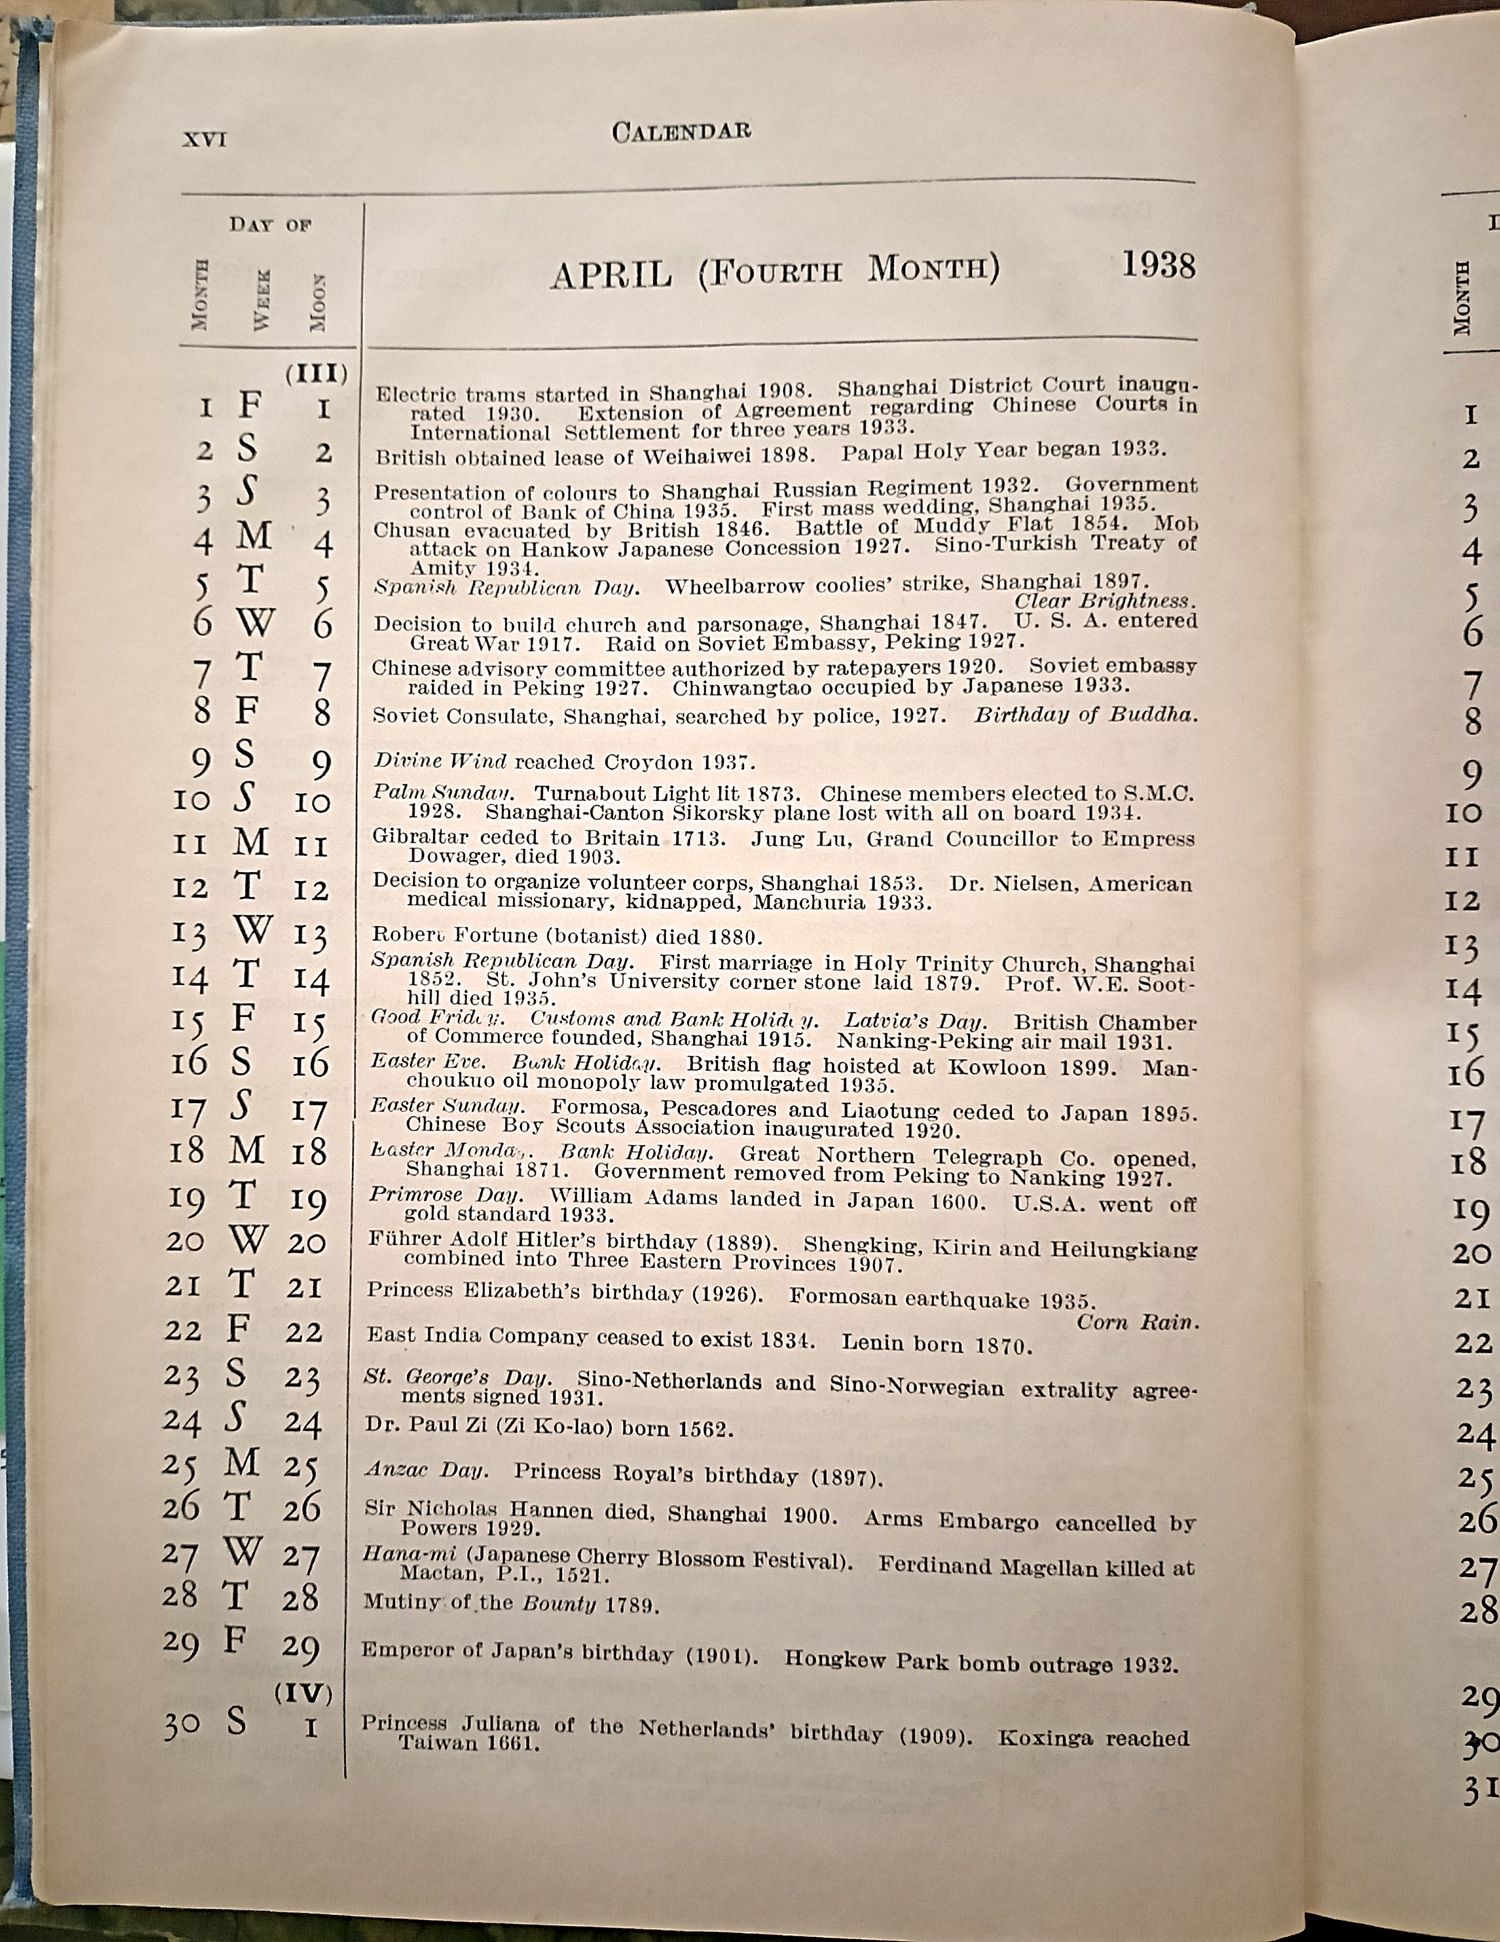 XVI CALENDAR
DAY OF
MONTH WEEK MOON
APRIL (FOURTH MONTH) 1938
(III)
1 F 1 Electric trams started in Shanghai 1908. Shanghai District Court inaugu-
rated 1930. Extension of Agreement regarding Chinese Courts in
International Settlement for three years 1933.
2 S 2 British obtained lease of Weihaiwei 1898. Papal Holy Year began 1933.
3 S 3 Presentation of colours to Shanghai Russian Regiment 1932. Government
control of Bank of China 1935. First mass wedding, Shanghai 1935.
4 M 4 Chusan evacuated by British 1846. Battle of Muddy Flat 1854. Mob
attack on Hankow Japanese Concession 1927. Sino-Turkish Treaty of
Amity 1934.
5 T 5 Spanish Republican Day. Wheelbarrow coolies' strike, Shanghai 1897.
Clear Brightness.
6 W 6 Decision to build church and parsonage, Shanghai 1847. U. S. A. entered
Great War 1917. Raid on Soviet Embassy, Peking 1927.
7 T 7 Chinese advisory committee authorized by ratepayers 1920. Soviet embassy
raided in Peking 1927. Chinwangtao occupied by Japanese 1933.
8 F 8 Soviet Consulate, Shanghai, searched by police, 1927. Birthday of Buddha.
9 S 9 Divine Wind reached Croydon 1937.
10 S 10 Palm Sunday. Turnabout Light lit 1873. Chinese members elected to S.M.C.
1928. Shanghai-Canton Sikorsky plane lost with all on board 1934.
11 M 11 Gibraltar ceded to Britain 1713. Jung Lu, Grand Councillor to Empress
Dowager, died 1903.
12 T 12 Decision to organize volunteer corps, Shanghai 1853. Dr. Nielsen, American
medical missionary, kidnapped, Manchuria 1933.
13 W 13 Robert Fortune (botanist) died 1880.
14 T 14 Spanish Republican Day. First marriage in Holy Trinity Church, Shanghai
1852. St. John's University corner stone laid 1879. Prof. W.E. Soot-
hill died 1935.
15 F 15 Good Friday. Customs and Bank Holiday. Latvia's Day. British Chamber
of Commerce founded, Shanghai 1915. Nanking-Peking air mail 1931.
16 S 16 Easter Eve. Bank Holiday. British flag hoisted at Kowloon 1899. Man-
choukuo oil monopoly law promulgated 1935.
17 S 17 Easter Sunday. Formosa, Pescadores and Liaotung ceded to Japan 1895.
Chinese Boy Scouts Association inaugurated 1920.
18 M 18 Easter Monday. Bank Holiday. Great Northern Telegraph Co. opened,
Shanghai 1871. Government removed from Peking to Nanking 1927.
19 T 19 Primrose Day. William Adams landed in Japan 1600. U.S.A. went off
gold standard 1933.
20 W 20 Führer Adolf Hitler's birthday (1889). Shengking, Kirin and Heilungkiang
combined into Three Eastern Provinces 1907.
21 T 21 Princess Elizabeth's birthday (1926). Formosan earthquake 1935.
Corn Rain.
22 F 22 East India Company ceased to exist 1834. Lenin born 1870.
23 S 23 St. George's Day. Sino-Netherlands and Sino-Norwegian extrality agree-
ments signed 1931.
24 S 24 Dr. Paul Zi (Zi Ko-lao) born 1562.
25 M 25 Anzac Day. Princess Royal's birthday (1897).
26 T 26 Sir Nicholas Hannen died, Shanghai 1900. Arms Embargo cancelled by
Powers 1929.
27 W 27 Hana-mi (Japanese Cherry Blossom Festival). Ferdinand Magellan killed at
Mactan, P.I., 1521.
28 T 28 Mutiny of the Bounty 1789.
29 F 29 Emperor of Japan's birthday (1901). Hongkew Park bomb outrage 1932.
(IV)
30 S 1 Princess Juliana of the Netherlands' birthday (1909). Koxinga reached
Taiwan 1661.
MONTH
1
2
3
4
5
6
7
8
9
10
11
12
13
14
15
16
17
18
19
20
21
22
23
24
25
26
27
28
29
30
31